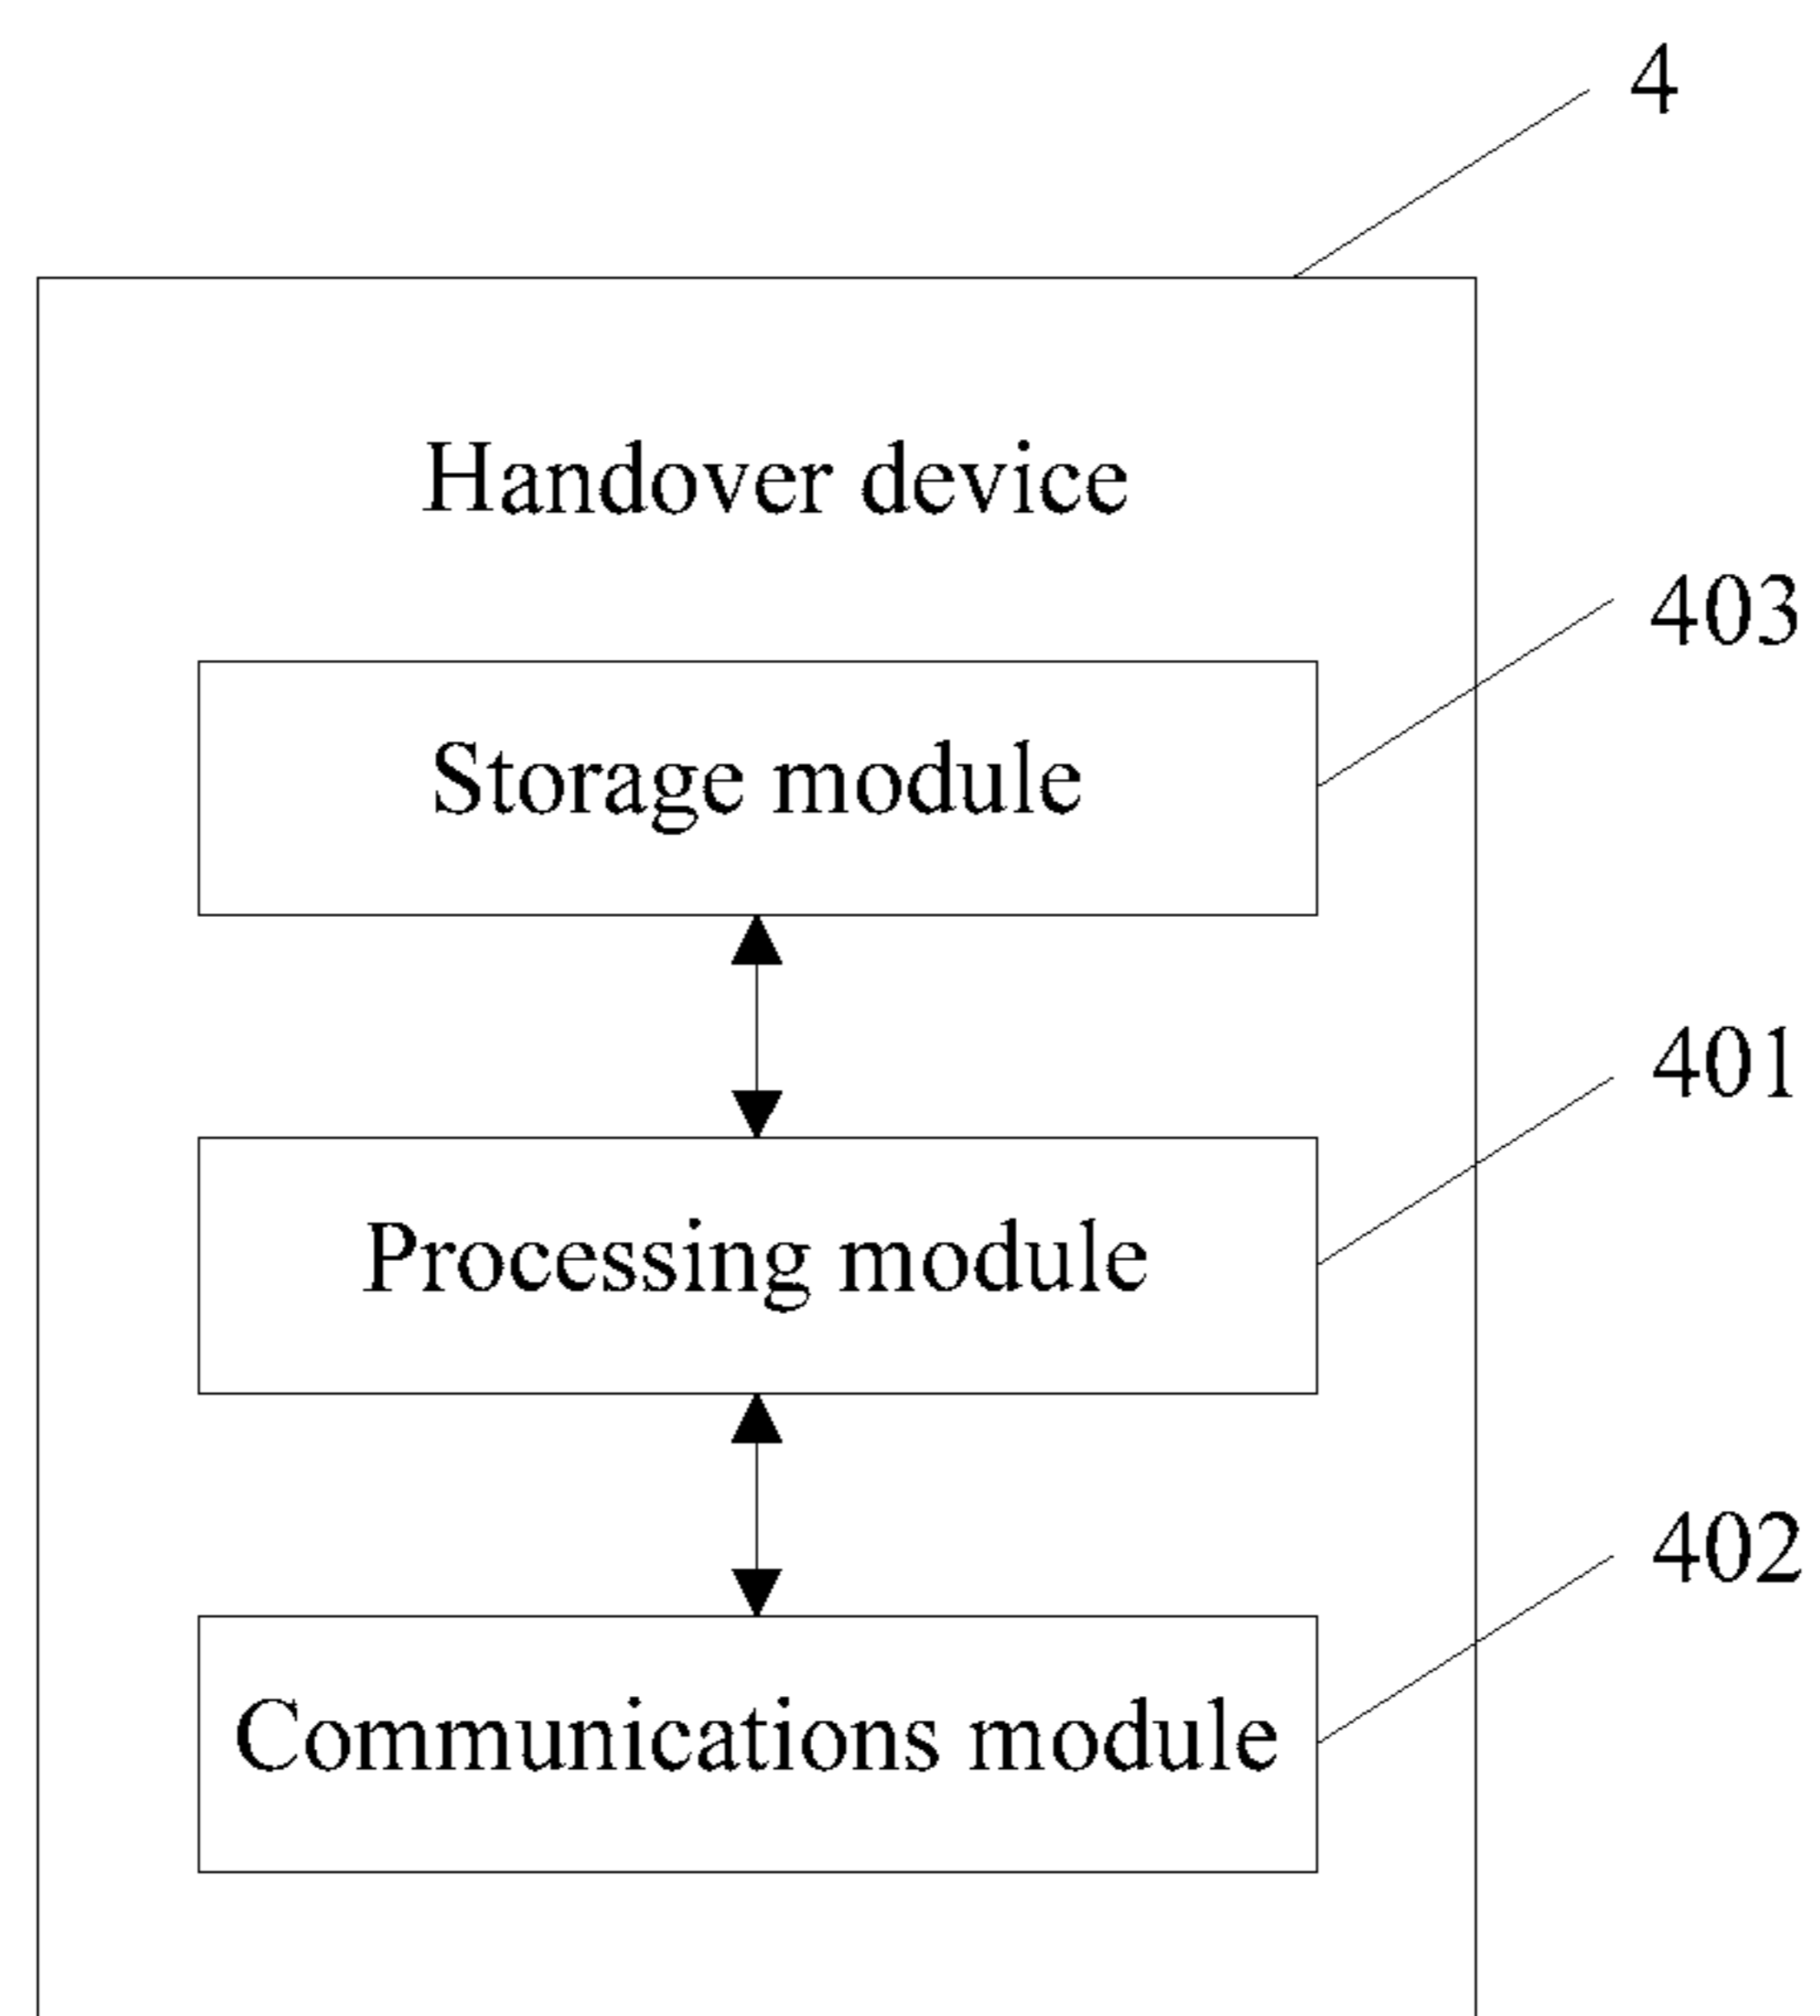 4
Handover device
403
Storage module
401
Processing module
402
Communications module